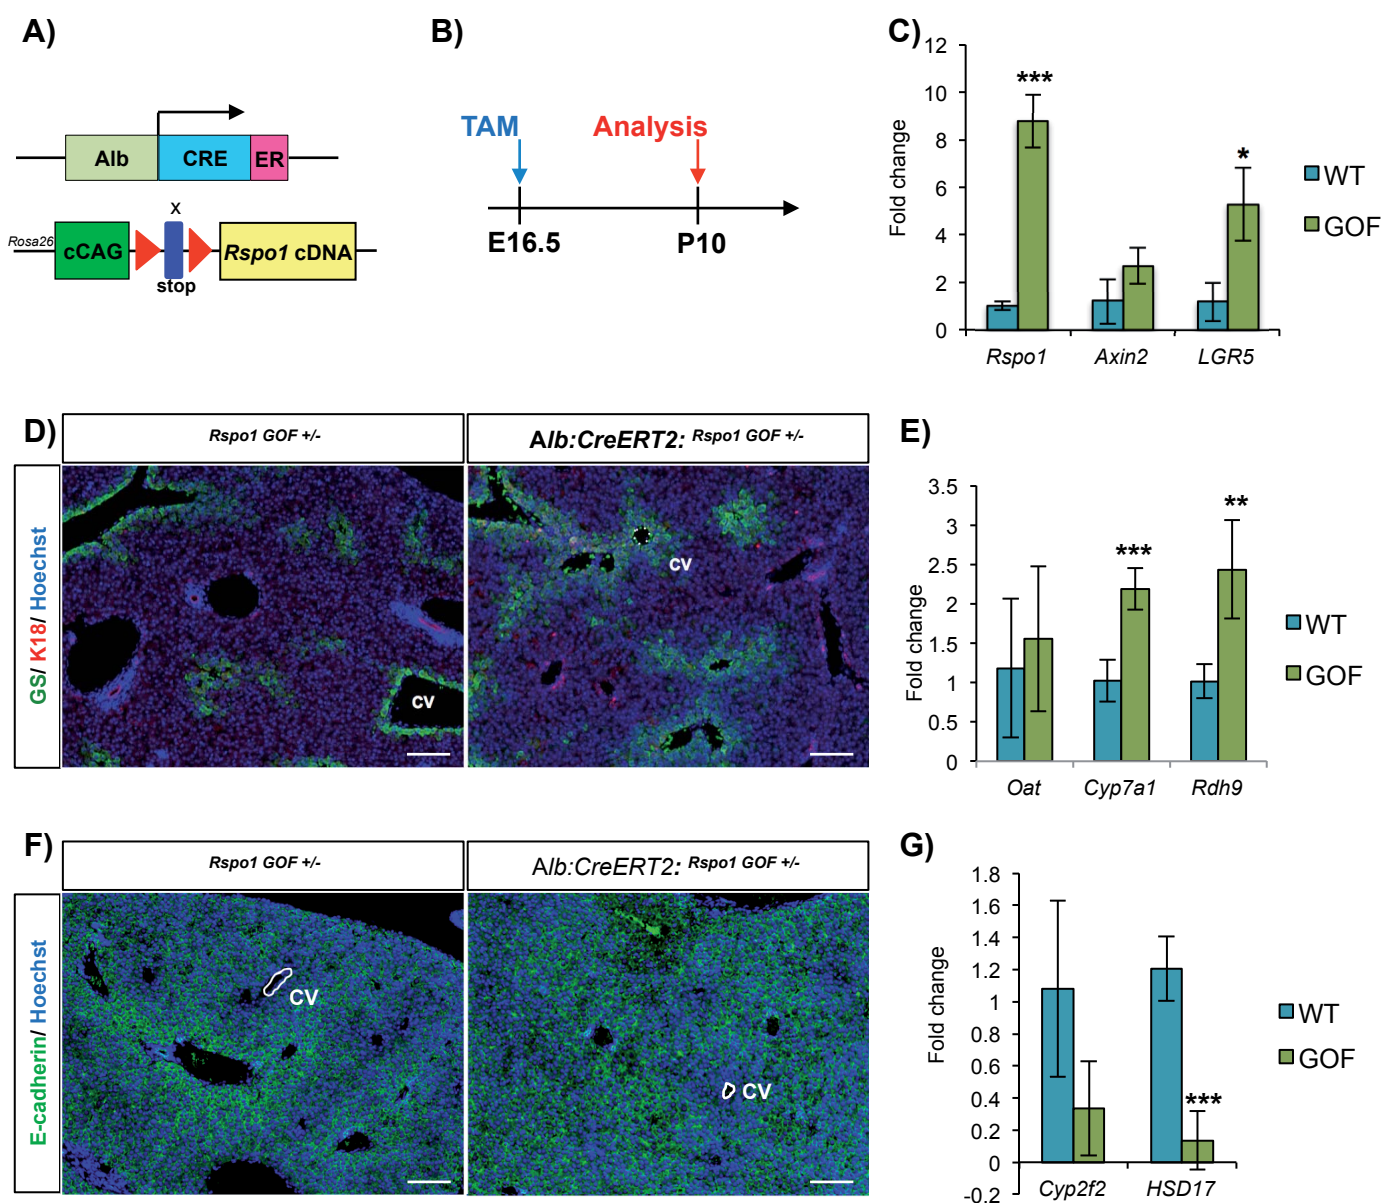 A)
Alb CRE ER
x
Rosa26 cCAG Rspo1 cDNA
stop
B)
TAM Analysis
E16.5 P10
C)
12
10
8
6
4
2
0
Fold change
***
*
Rspo1 Axin2 LGR5
WT
GOF
D)
Rspo1 GOF +/-
Alb:CreERT2: Rspo1 GOF +/-
GS/ K18/ Hoechst
CV
CV
E)
3.5
3
2.5
2
1.5
1
0.5
0
Fold change
***
**
Oat Cyp7a1 Rdh9
WT
GOF
F)
Rspo1 GOF +/-
Alb:CreERT2: Rspo1 GOF +/-
E-cadherin/ Hoechst
CV
CV
G)
1.8
1.6
1.4
1.2
1
0.8
0.6
0.4
0.2
0
-0.2
Fold change
***
Cyp2f2 HSD17
WT
GOF